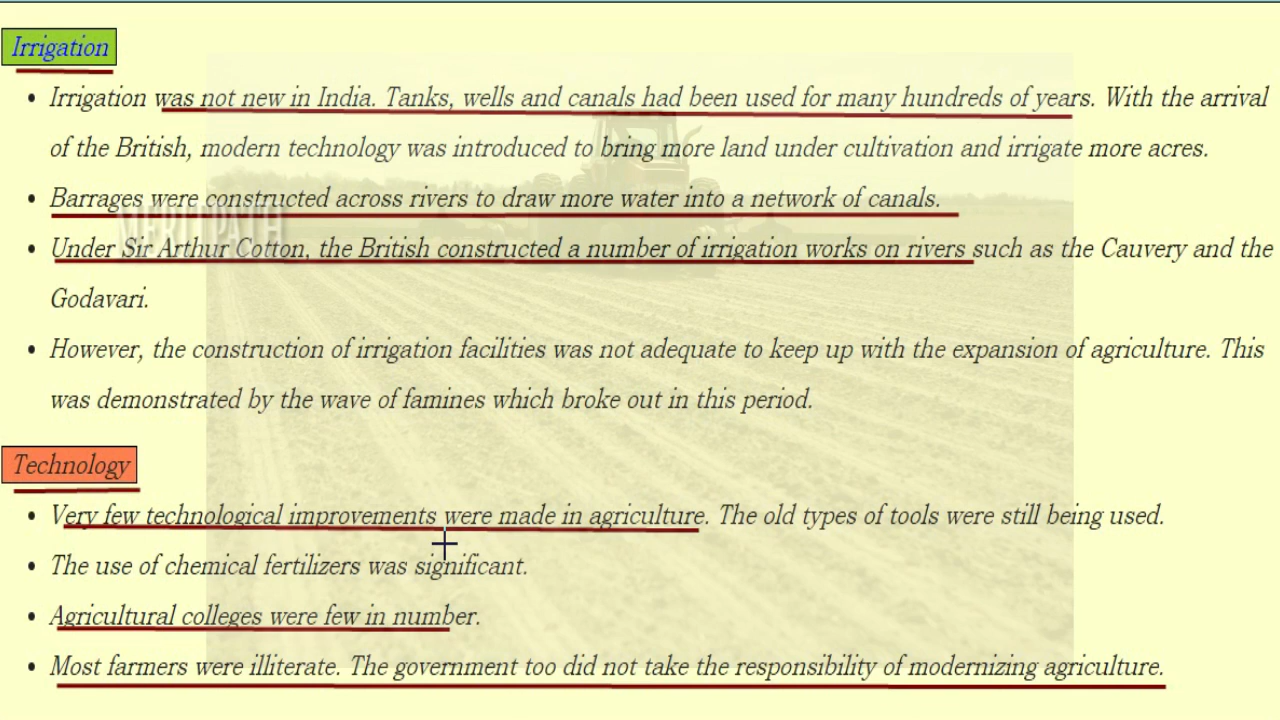 Irrigation
• Irrigation was not new in India. Tanks, wells and canals had been used for many hundreds of years. With the arrival
of the British, modern technology was introduced to bring more land under cultivation and irrigate more acres.
• Barrages were constructed across rivers to draw more water into a network of canals.
MERITPATH
• Under Sir Arthur Cotton, the British constructed a number of irrigation works on rivers such as the Cauvery and the
Godavari.
• However, the construction of irrigation facilities was not adequate to keep up with the expansion of agriculture. This
was demonstrated by the wave of famines which broke out in this period.
Technology
• Very few technological improvements were made in agriculture. The old types of tools were still being used.
• The use of chemical fertilizers was significant.
• Agricultural colleges were few in number.
• Most farmers were illiterate. The government too did not take the responsibility of modernizing agriculture.